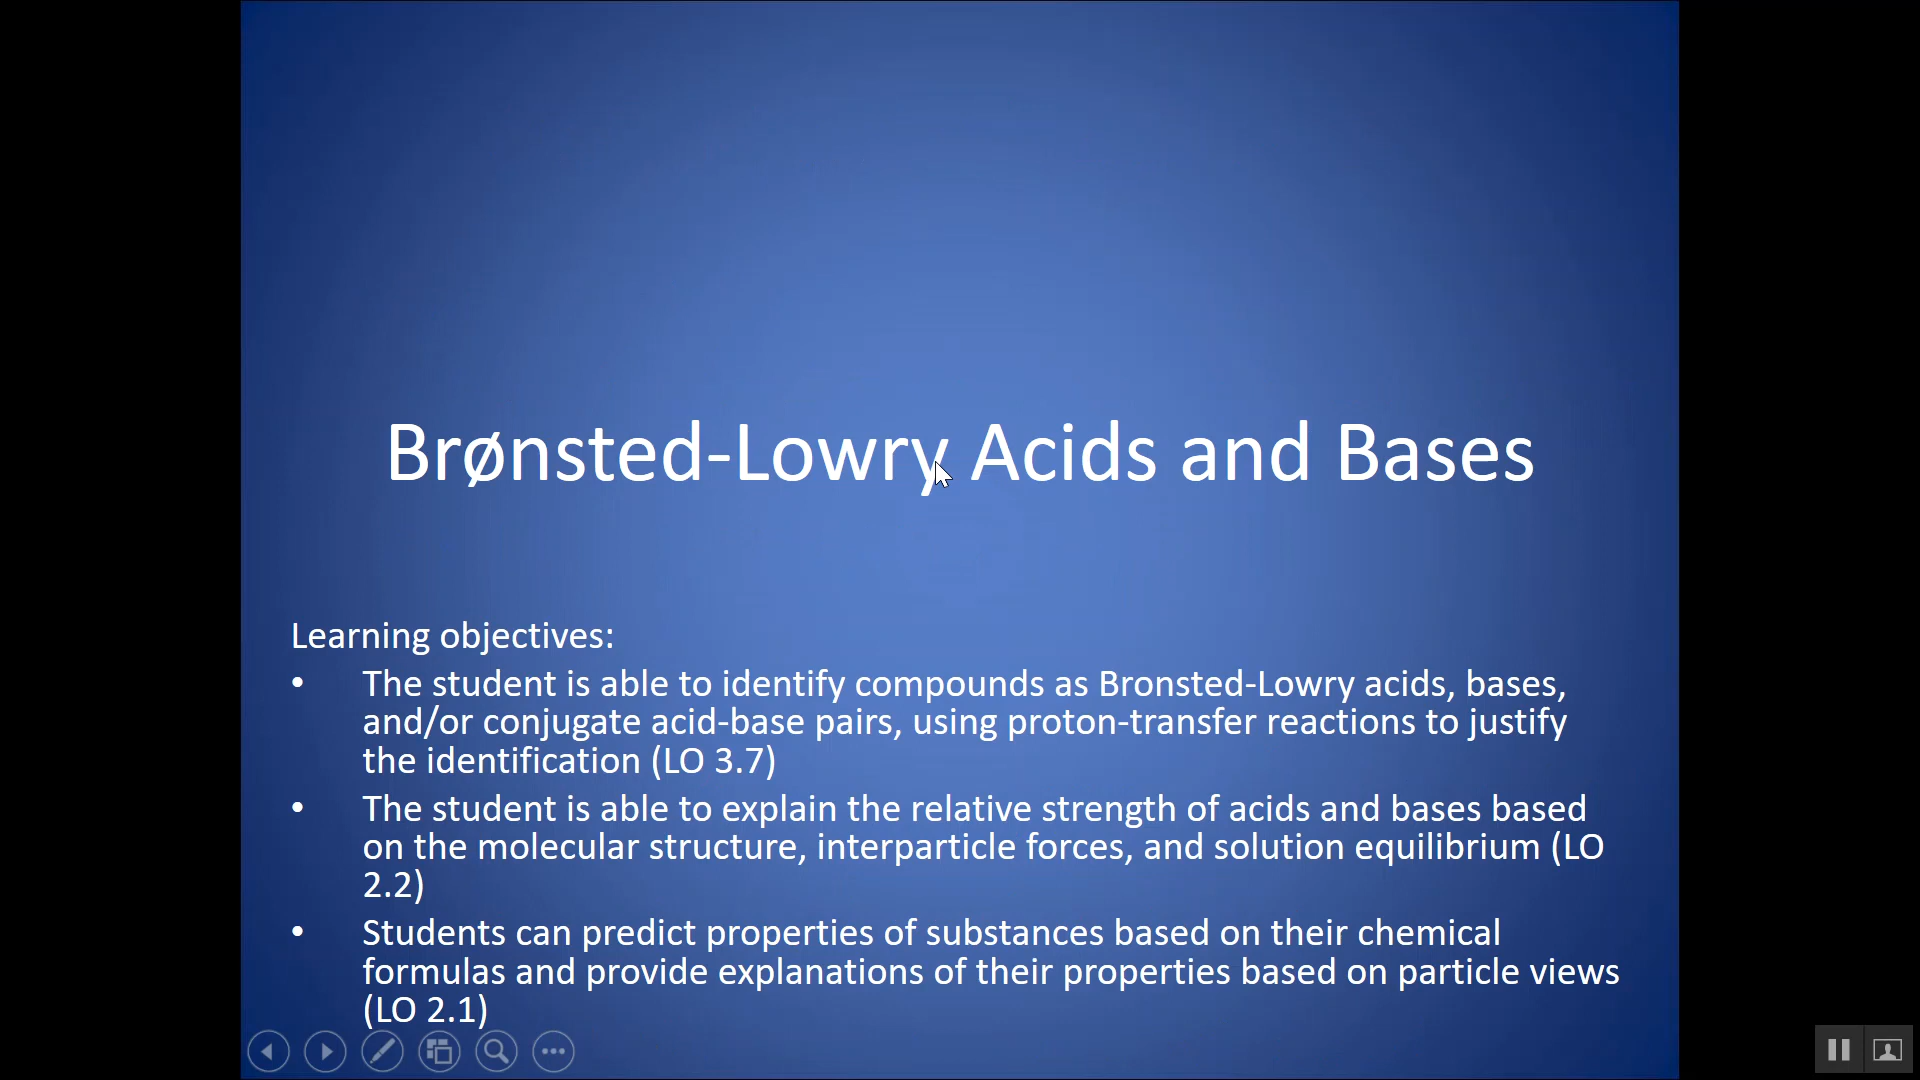 Brønsted-Lowry Acids and Bases
Learning objectives:
• The student is able to identify compounds as Bronsted-Lowry acids, bases,
and/or conjugate acid-base pairs, using proton-transfer reactions to justify
the identification (LO 3.7)
• The student is able to explain the relative strength of acids and bases based
on the molecular structure, interparticle forces, and solution equilibrium (LO
2.2)
• Students can predict properties of substances based on their chemical
formulas and provide explanations of their properties based on particle views
(LO 2.1)